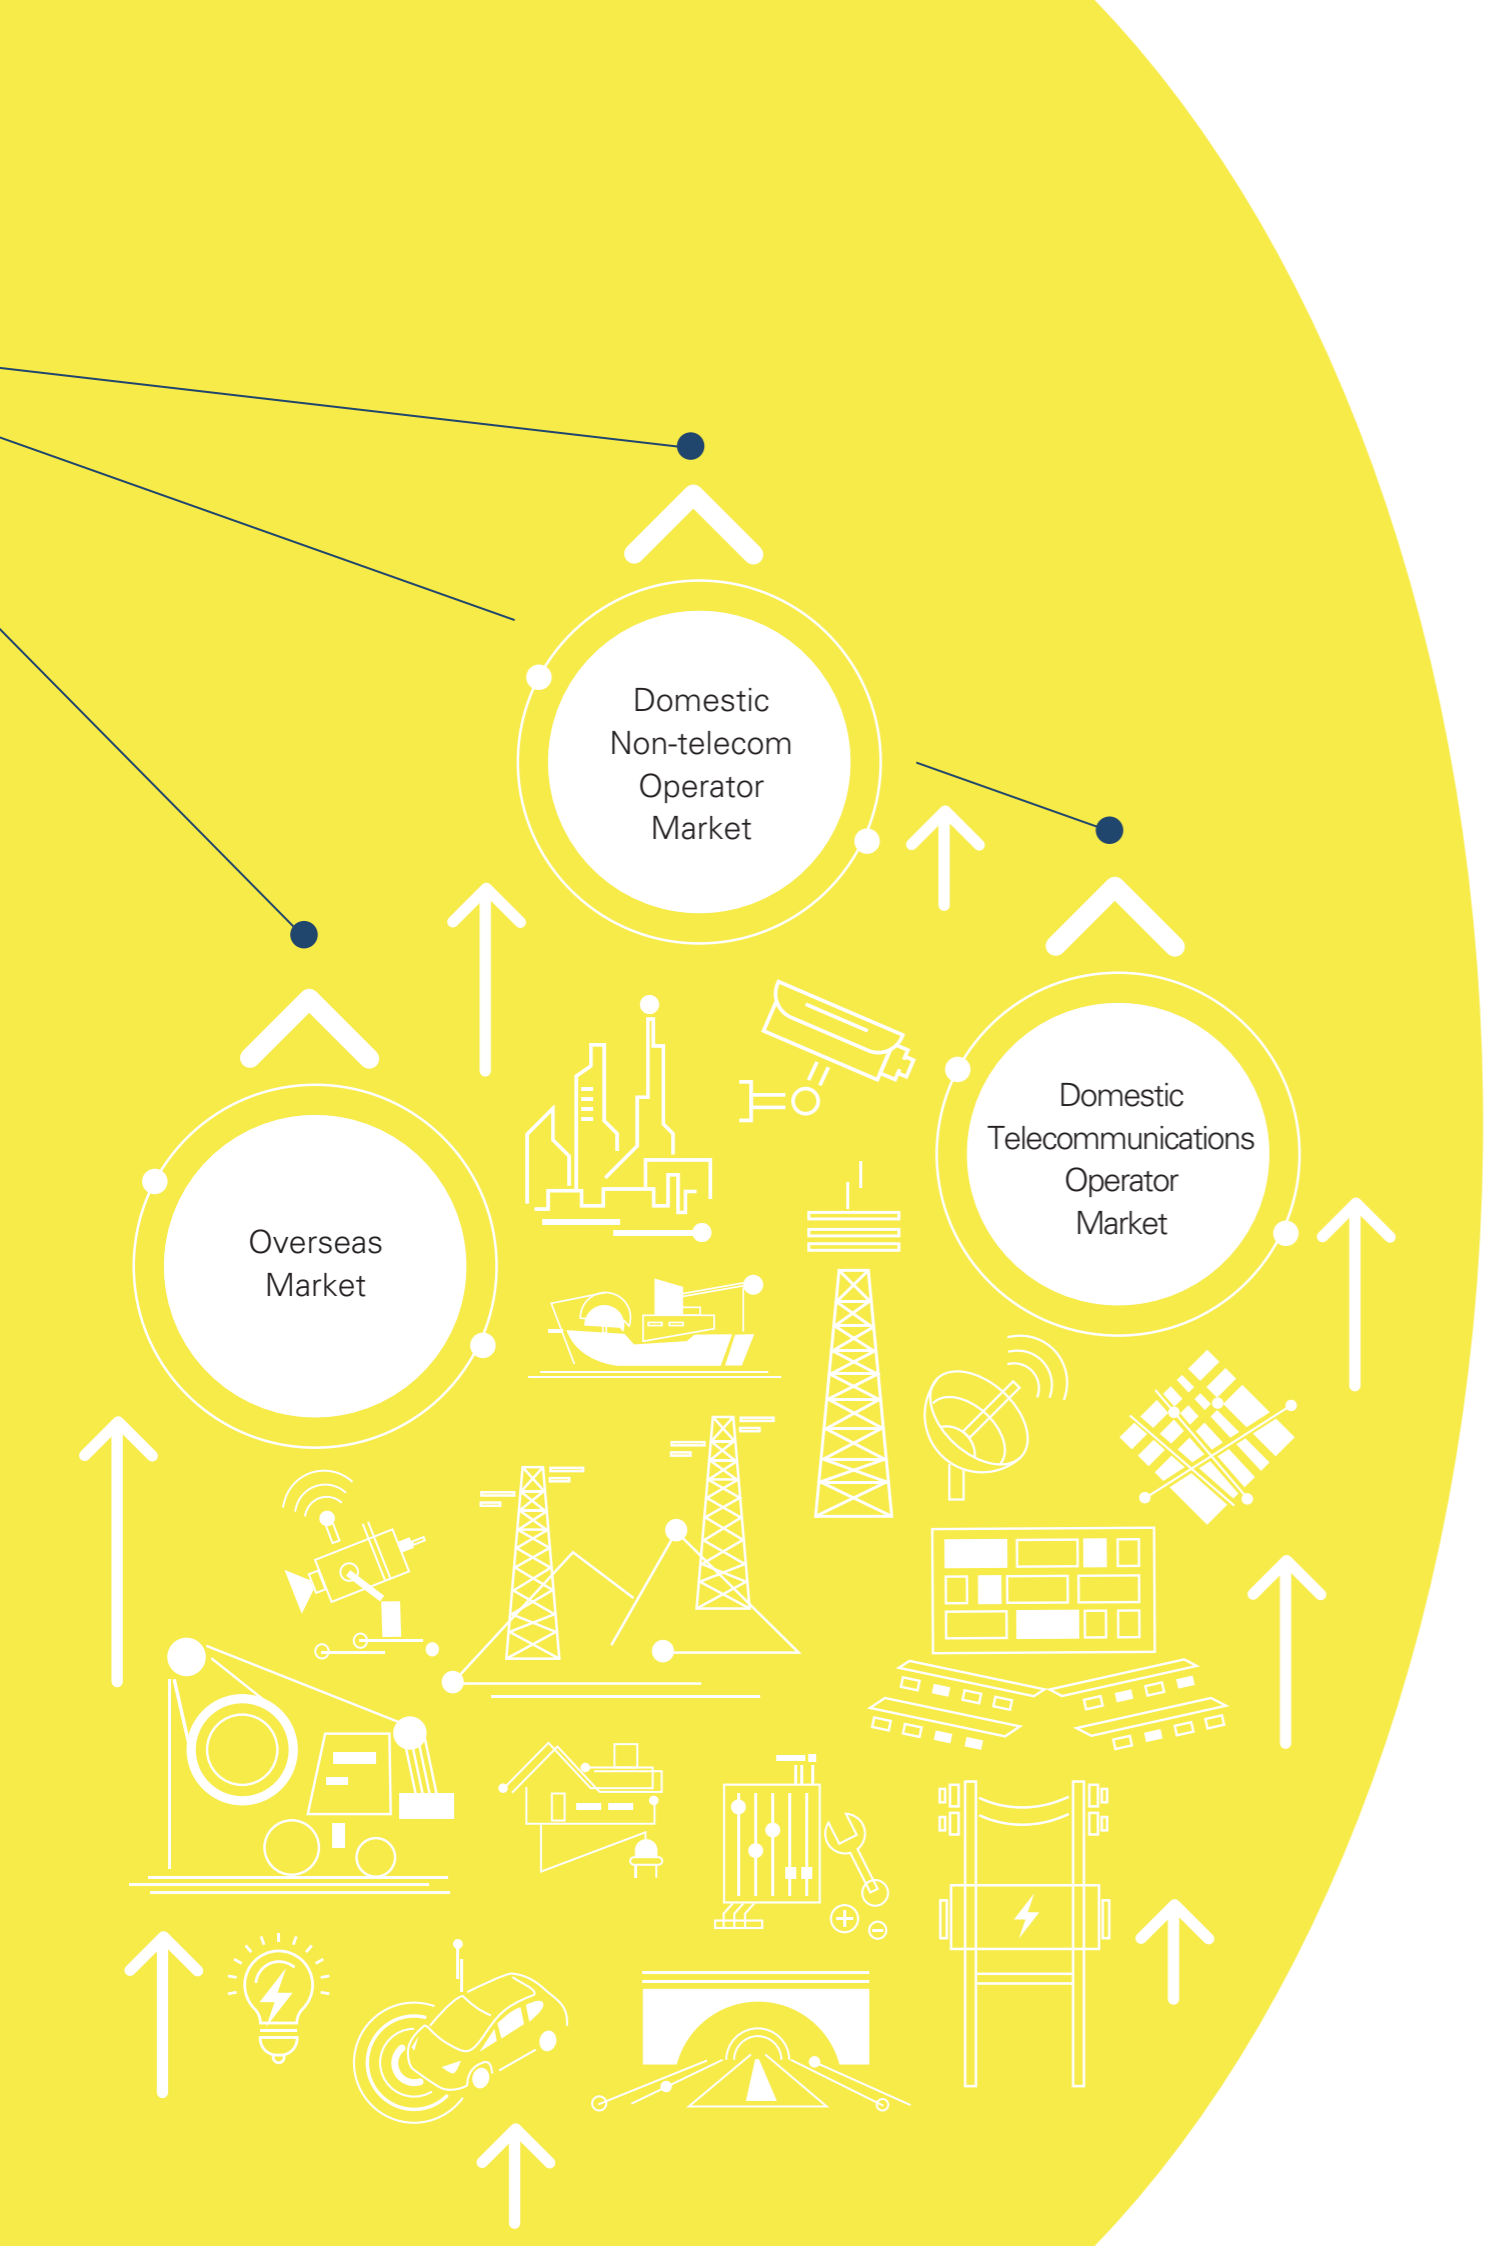 Domestic
Non-telecom
Operator
Market
Domestic
Telecommunications
Operator
Market
Overseas
Market